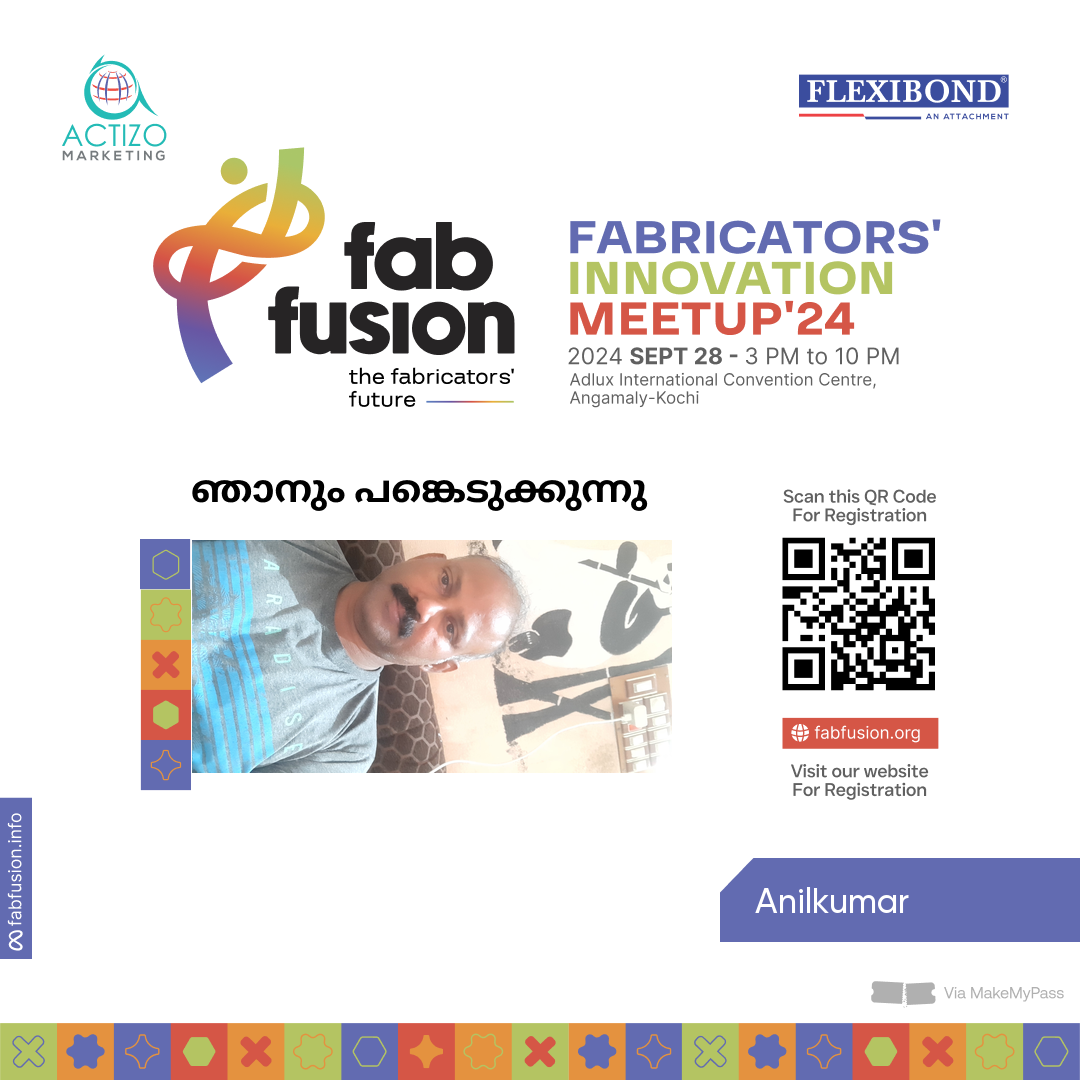 ACTIZO
MARKETING
FLEXIBOND®
AN ATTACHMENT
fab
fusion
the fabricators'
future
FABRICATORS'
INNOVATION
MEETUP'24
2024 SEPT 28 - 3 PM to 10 PM
Adlux International Convention Centre,
Angamaly-Kochi
ഞാനും പങ്കെടുക്കുന്നു
Scan this QR Code
For Registration
A R A D I S E
fabfusion.org
Visit our website
For Registration
fabfusion.info
Anilkumar
Via MakeMyPass